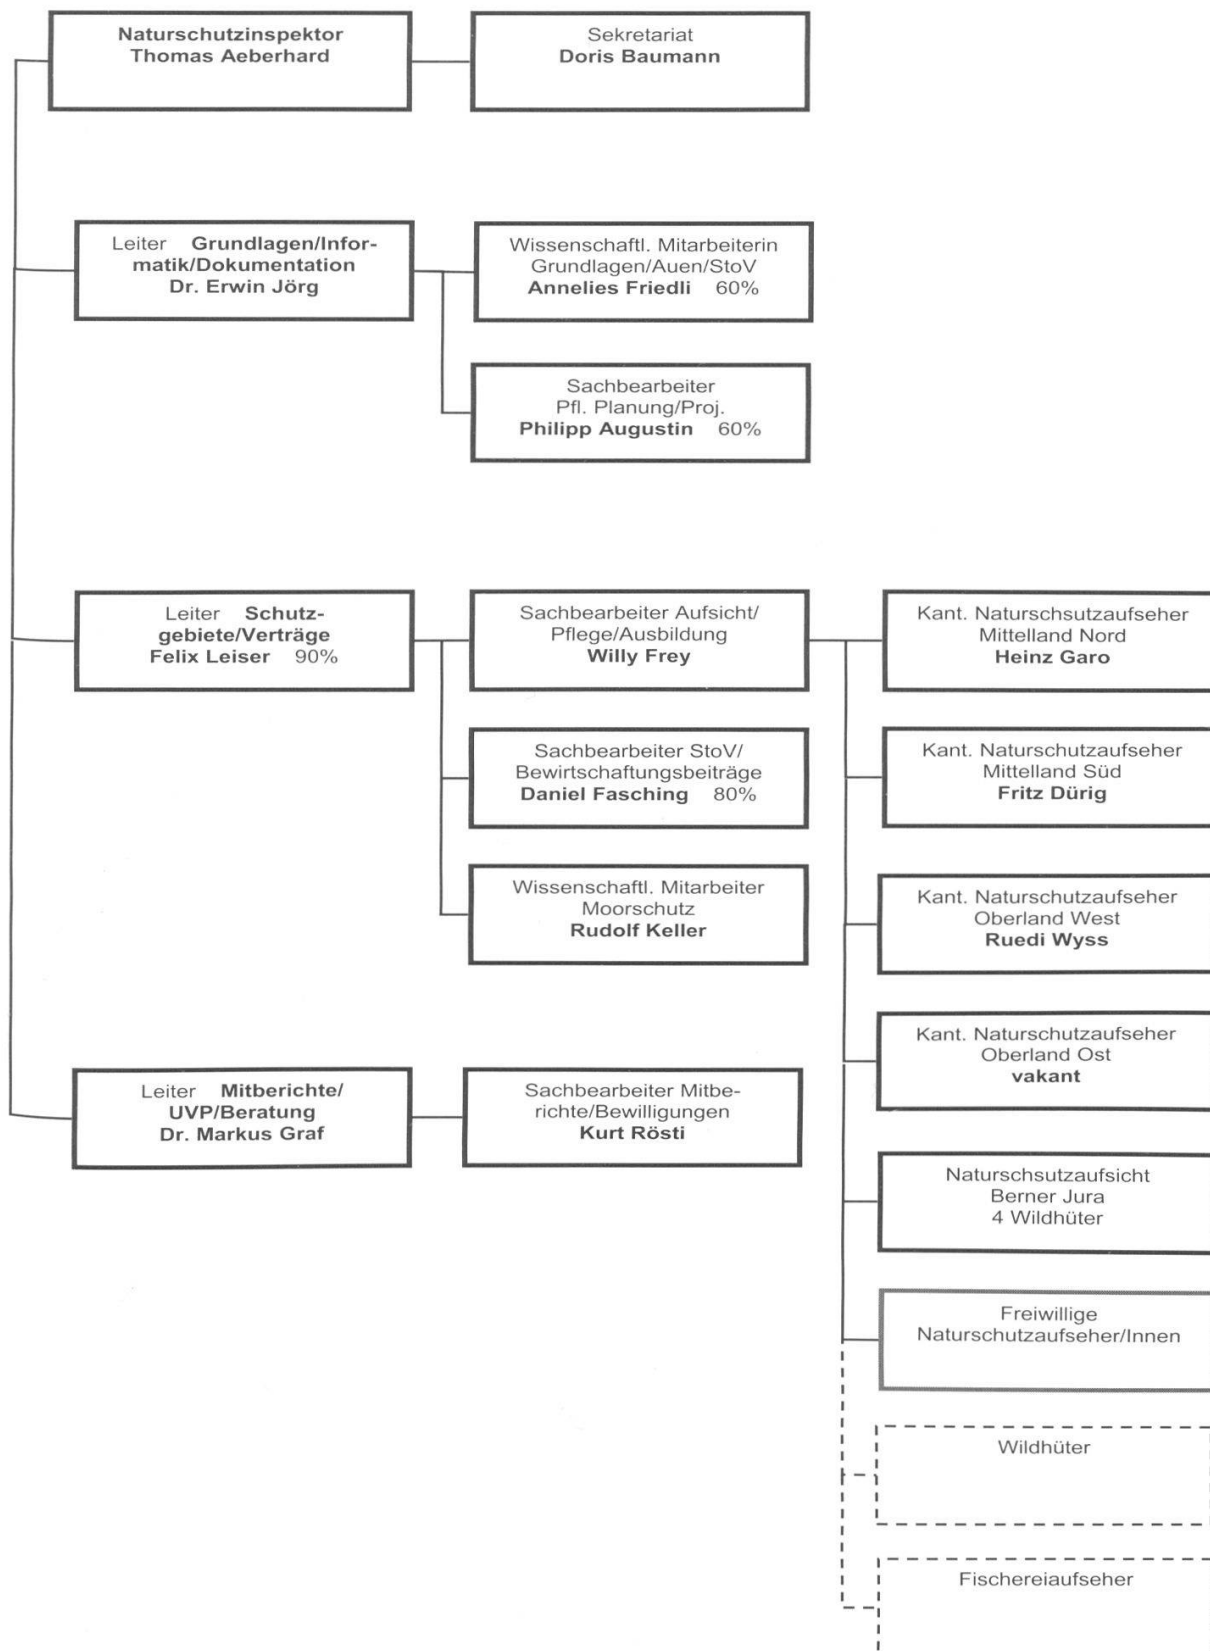 Naturschutzinspektor
Thomas Aeberhard
Sekretariat
Doris Baumann
Leiter Grundlagen/Infor-
matik/Dokumentation
Dr. Erwin Jörg
Wissenschaftl. Mitarbeiterin
Grundlagen/Auen/StoV
Annelies Friedli 60%
Sachbearbeiter
Pfl. Planung/Proj.
Philipp Augustin 60%
Leiter Schutz-
gebiete/Verträge
Felix Leiser 90%
Sachbearbeiter Aufsicht/
Pflege/Ausbildung
Willy Frey
Kant. Naturschsutzaufseher
Mittelland Nord
Heinz Garo
Sachbearbeiter StoV/
Bewirtschaftungsbeiträge
Daniel Fasching 80%
Kant. Naturschutzaufseher
Mittelland Süd
Fritz Dürig
Wissenschaftl. Mitarbeiter
Moorschutz
Rudolf Keller
Kant. Naturschutzaufseher
Oberland West
Ruedi Wyss
Kant. Naturschutzaufseher
Oberland Ost
vakant
Leiter Mitberichte/
UVP/Beratung
Dr. Markus Graf
Sachbearbeiter Mitbe-
richte/Bewilligungen
Kurt Rösti
Naturschsutzaufsicht
Berner Jura
4 Wildhüter
Freiwillige
Naturschutzaufseher/Innen
Wildhüter
Fischereiaufseher